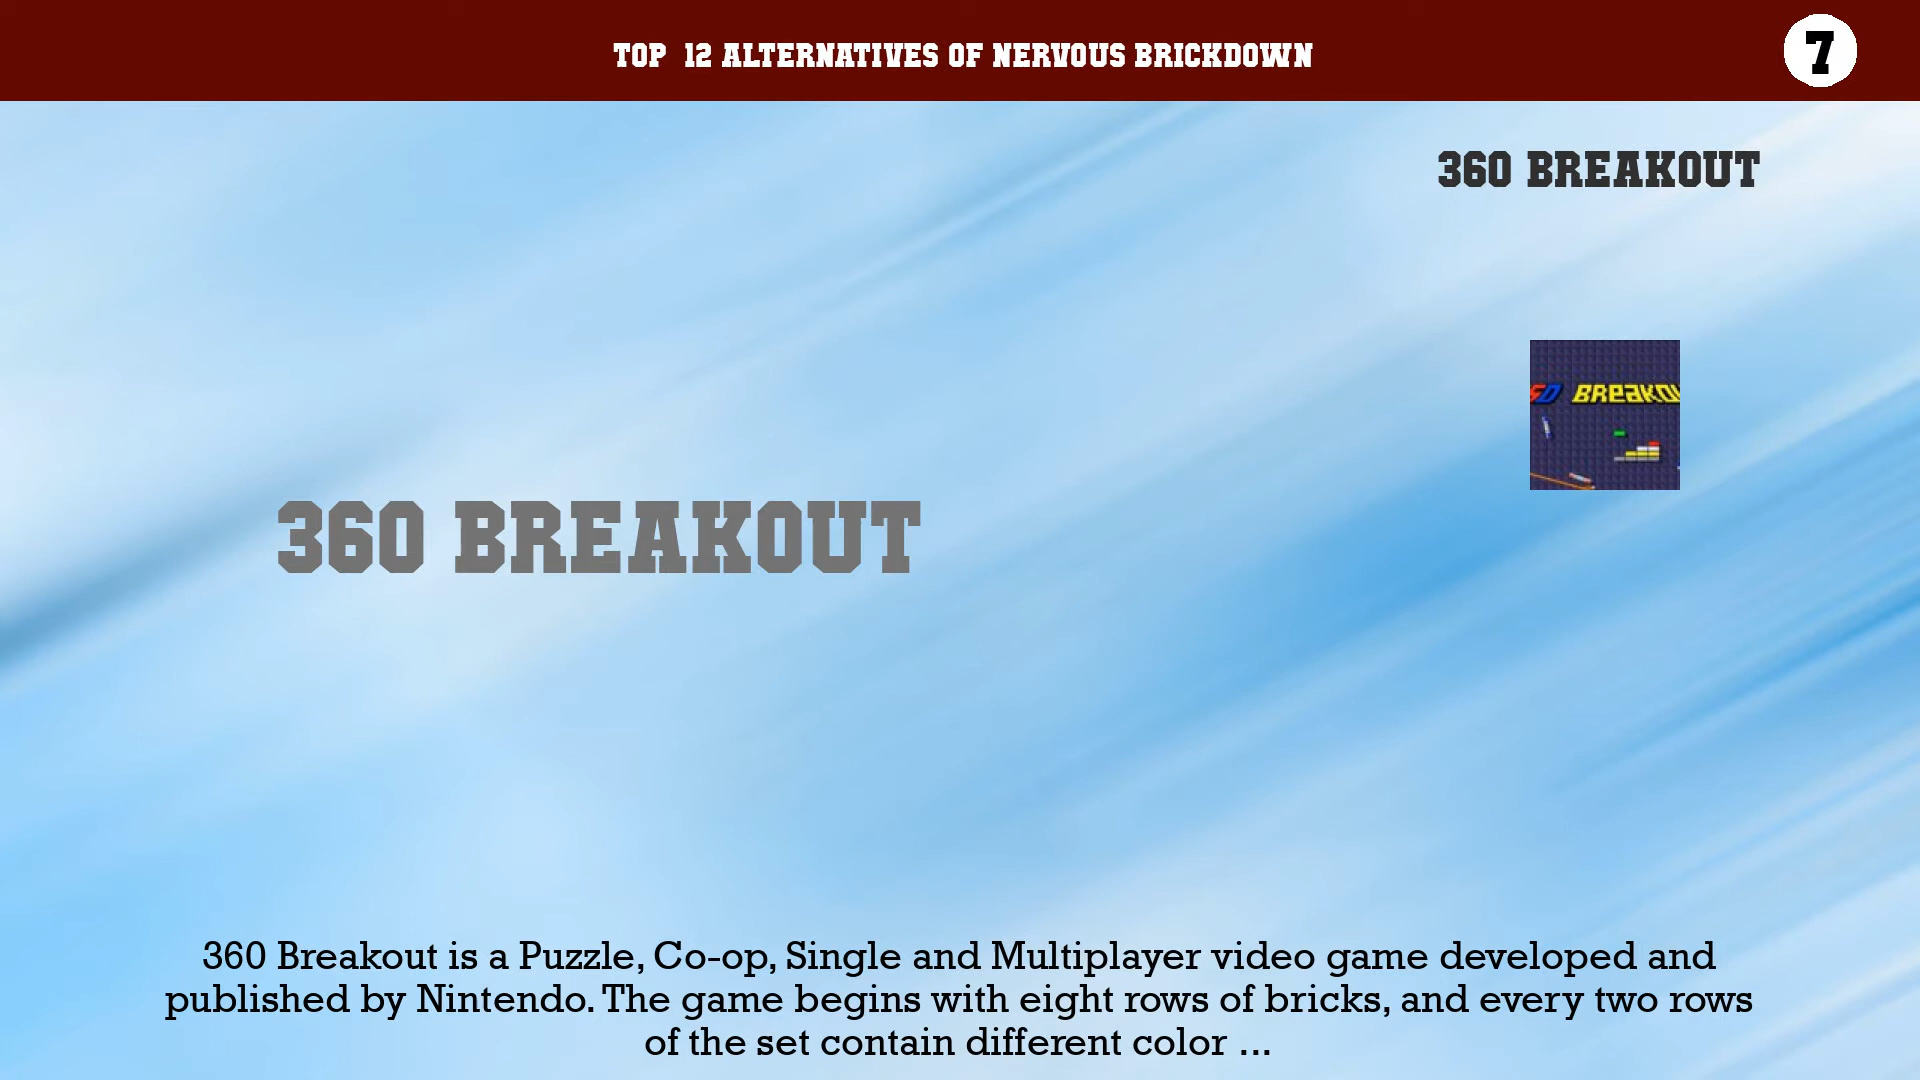 TOP 12 ALTERNATIVES OF NERVOUS BRICKDOWN
7
360 BREAKOUT
BREAKOU
360 BREAKOUT
360 Breakout is a Puzzle, Co-op, Single and Multiplayer video game developed and
published by Nintendo. The game begins with eight rows of bricks, and every two rows
of the set contain different color ...